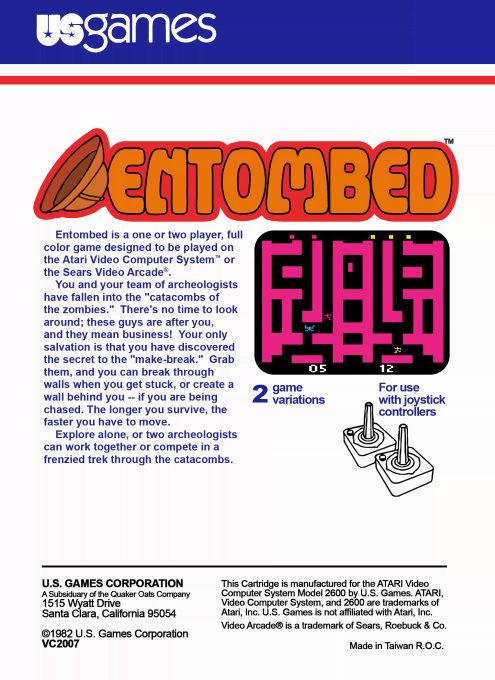 usgames
ENTOMBED™
Entombed is a one or two player, full
color game designed to be played on
the Atari Video Computer System™ or
the Sears Video Arcade®.
You and your team of archeologists
have fallen into the "catacombs of
the zombies." There's no time to look
around; these guys are after you,
and they mean business! Your only
salvation is that you have discovered
the secret to the "make-break." Grab
them, and you can break through
walls when you get stuck, or create a
wall behind you -- if you are being
chased. The longer you survive, the
faster you have to move.
Explore alone, or two archeologists
can work together or compete in a
frenzied trek through the catacombs.
05 12
2 game
variations
For use
with joystick
controllers
U.S. GAMES CORPORATION
A Subsiduary of the Quaker Oats Company
1515 Wyatt Drive
Santa Clara, California 95054
©1982 U.S. Games Corporation
VC2007
This Cartridge is manufactured for the ATARI Video
Computer System Model 2600 by U.S. Games. ATARI,
Video Computer System, and 2600 are trademarks of
Atari, Inc. U.S. Games is not affiliated with Atari, Inc.
Video Arcade® is a trademark of Sears, Roebuck & Co.
Made in Taiwan R.O.C.